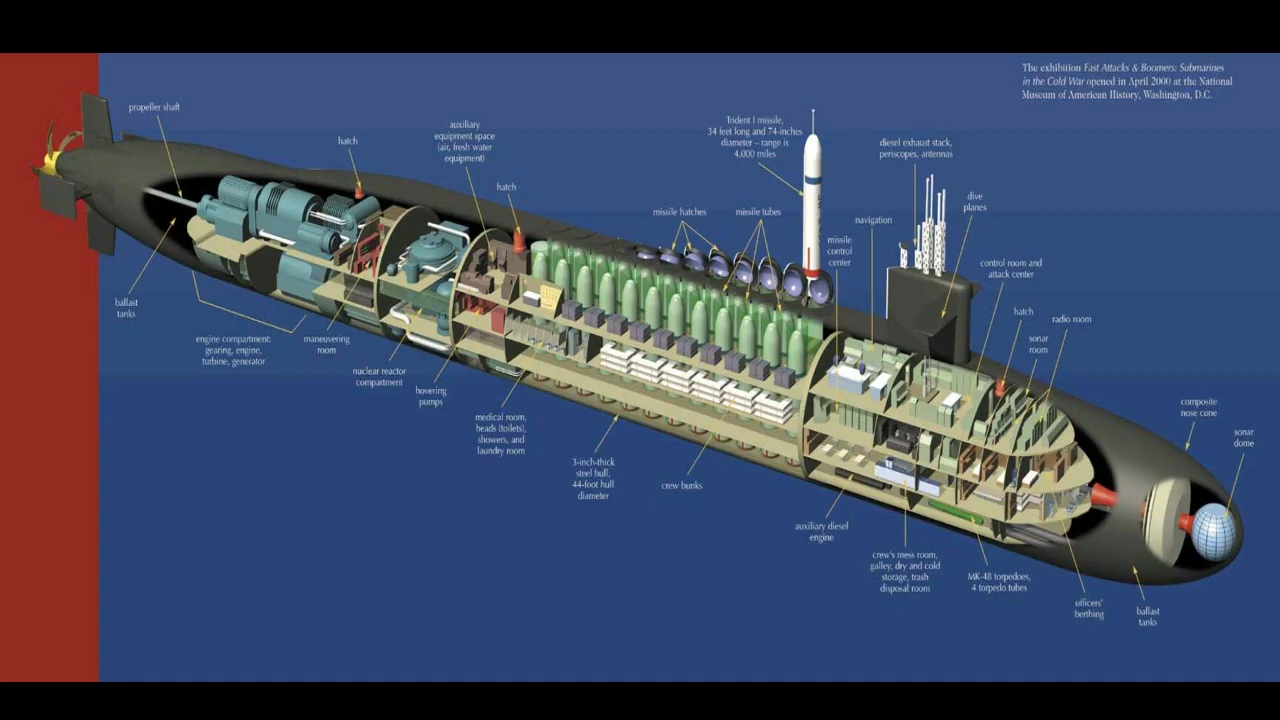 The exhibition Fast Attacks & Boomers: Submarines
in the Cold War opened in April 2000 at the National
Museum of American History, Washington, D.C.
propeller shaft
hatch
auxiliary
equipment space
(air, fresh water
equipment)
hatch
missile hatches
missile tubes
Trident I missile,
34 feet long and 74-inches
diameter – range is
4,000 miles
diesel exhaust stack,
periscopes, antennas
navigation
missile
control
center
dive
planes
control room and
attack center
hatch
radio room
sonar
room
composite
nose cone
sonar
dome
ballast
tanks
engine compartment:
gearing, engine,
turbine, generator
maneuvering
room
nuclear reactor
compartment
hovering
pumps
medical room,
heads (toilets),
showers, and
laundry room
3-inch-thick
steel hull,
44-foot hull
diameter
crew bunks
auxiliary diesel
engine
crew's mess room,
galley, dry and cold
storage, trash
disposal room
MK-48 torpedoes,
4 torpedo tubes
officers'
berthing
ballast
tanks